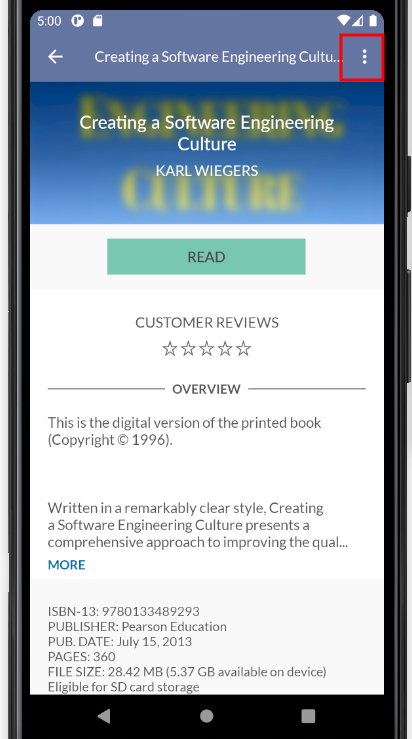 5:00
Creating a Software Engineering Cultu...
ENGINEERING
Creating a Software Engineering
Culture
KARL WIEGERS
CULTURE
READ
CUSTOMER REVIEWS
OVERVIEW
This is the digital version of the printed book
(Copyright © 1996).
Written in a remarkably clear style, Creating
a Software Engineering Culture presents a
comprehensive approach to improving the qual...
MORE
ISBN-13: 9780133489293
PUBLISHER: Pearson Education
PUB. DATE: July 15, 2013
PAGES: 360
FILE SIZE: 28.42 MB (5.37 GB available on device)
Eligible for SD card storage